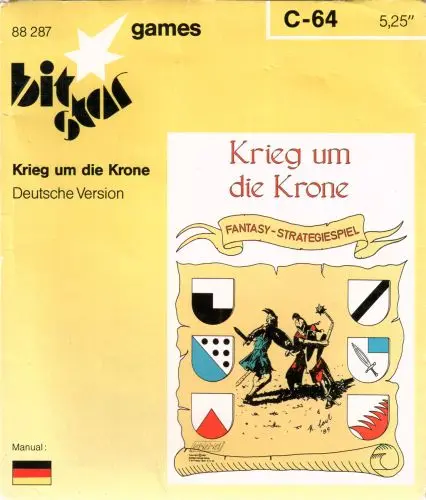 88 287
games
C-64
5,25"
bit
star
Krieg um die Krone
Deutsche Version
Krieg um
die Krone
FANTASY-STRATEGIESPIEL
Manual: